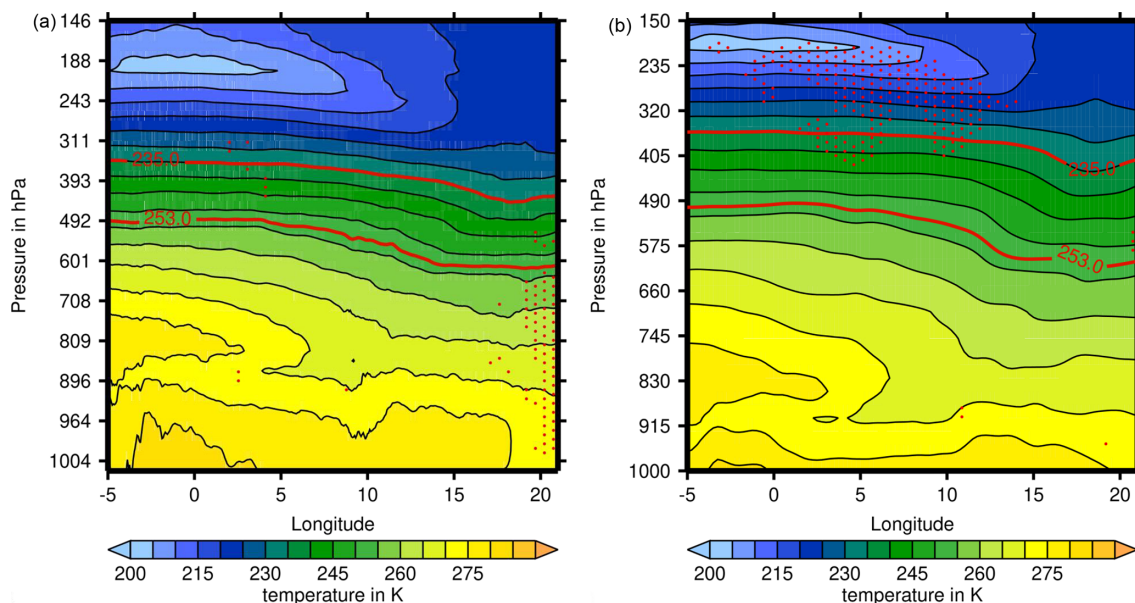 (a)
146
188
243
311
393
492
601
708
809
896
964
1004
Pressure in hPa
235.0
253.0
-5 0 5 10 15 20
Longitude
200 215 230 245 260 275
temperature in K
(b)
150
235
320
405
490
575
660
745
830
915
1000
Pressure in hPa
235.0
253.0
-5 0 5 10 15 20
Longitude
200 215 230 245 260 275
temperature in K